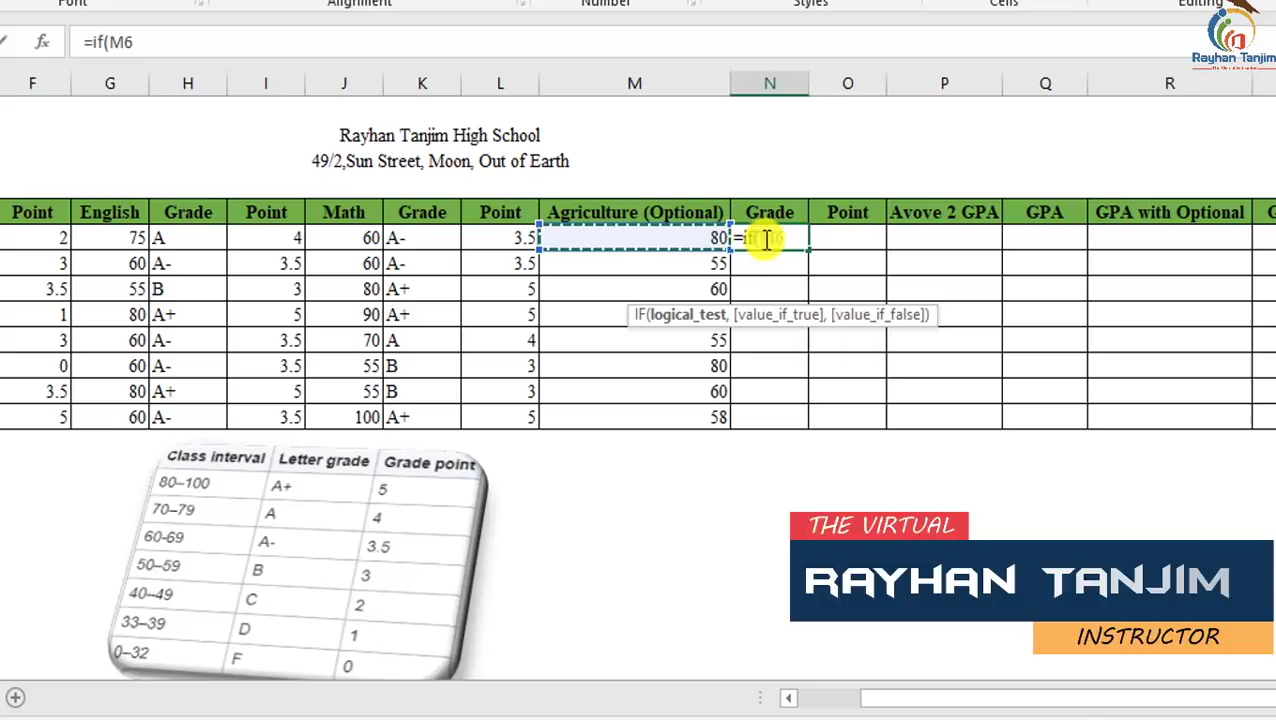 Font Alignment Number Styles Cells Editing
Rayhan Tanjim
fx =if(M6
F G H I J K L M N O P Q R
Rayhan Tanjim High School
49/2,Sun Street, Moon, Out of Earth
Point English Grade Point Math Grade Point Agriculture (Optional) Grade Point Avove 2 GPA GPA GPA with Optional
2 75 A 4 60 A- 3.5 80 =if(M6
3 60 A- 3.5 60 A- 3.5 55
3.5 55 B 3 80 A+ 5 60
1 80 A+ 5 90 A+ 5
IF(logical_test, [value_if_true], [value_if_false])
3 60 A- 3.5 70 A 4 55
0 60 A- 3.5 55 B 3 80
3.5 80 A+ 5 55 B 3 60
5 60 A- 3.5 100 A+ 5 58
Class interval Letter grade Grade point
80–100 A+ 5
70–79 A 4
60-69 A- 3.5
50–59 B 3
40–49 C 2
33–39 D 1
0–32 F 0
THE VIRTUAL
RAYHAN TANJIM
INSTRUCTOR